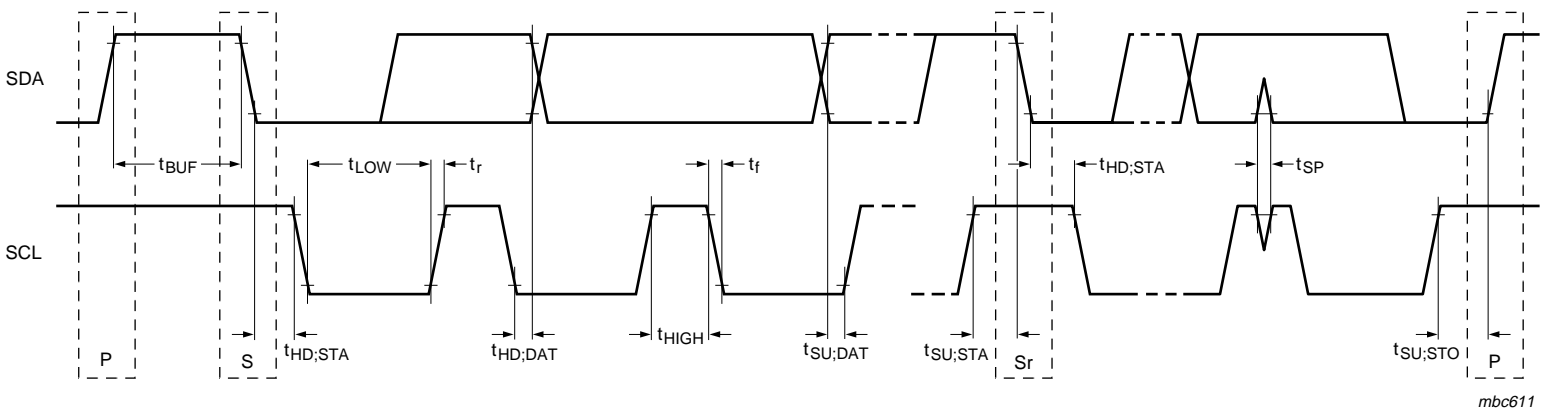 SDA
tBUF tLOW tr tf tHD;STA tSP
SCL
tHD;STA tHD;DAT tHIGH tSU;DAT tSU;STA tSU;STO
P S Sr P
mbc611